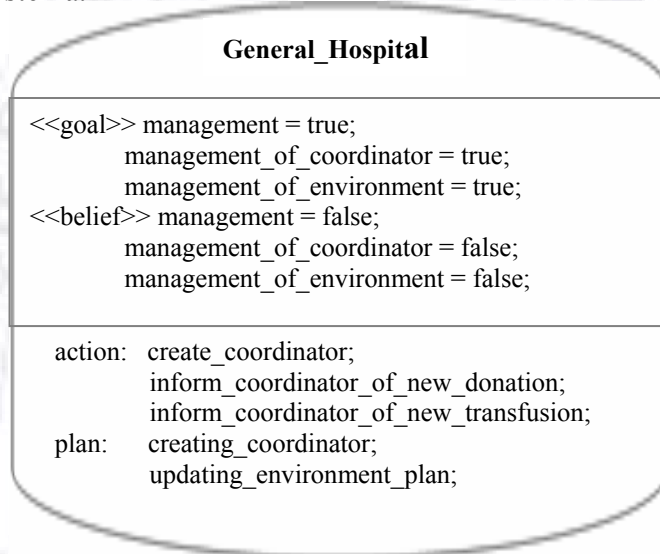 General_Hospital
<<goal>> management = true;
management_of_coordinator = true;
management_of_environment = true;
<<belief>> management = false;
management_of_coordinator = false;
management_of_environment = false;
action: create_coordinator;
inform_coordinator_of_new_donation;
inform_coordinator_of_new_transfusion;
plan: creating_coordinator;
updating_environment_plan;